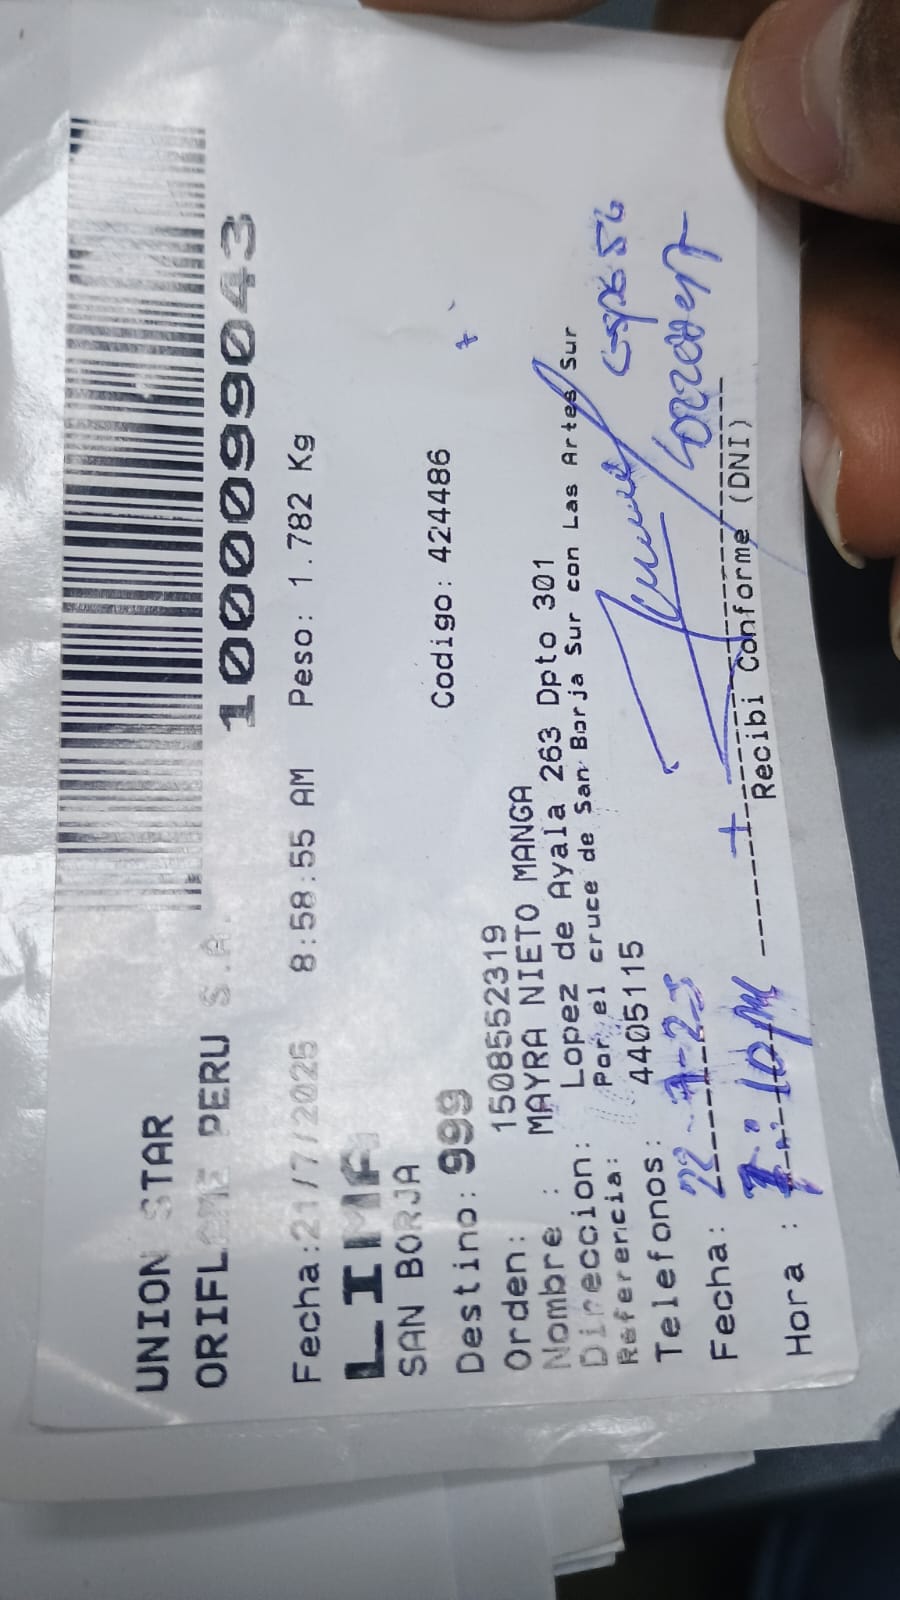 UNION STAR
ORIFLAME PERU S.A.
1000099043
Fecha:21/7/2025 8:58:55 AM Peso: 1.782 Kg
LIMA
SAN BORJA
Destino: 999 Codigo: 424486
Orden: 1508552319
Nombre : MAYRA NIETO MANGA
Direccion: Lopez de Ayala 263 Dpto 301
Referencia: Por el cruce de San Borja Sur con Las Artes Sur
Telefonos: 4405115
Fecha: 22-7-25
Hora : 10 PM
Recibi Conforme (DNI)